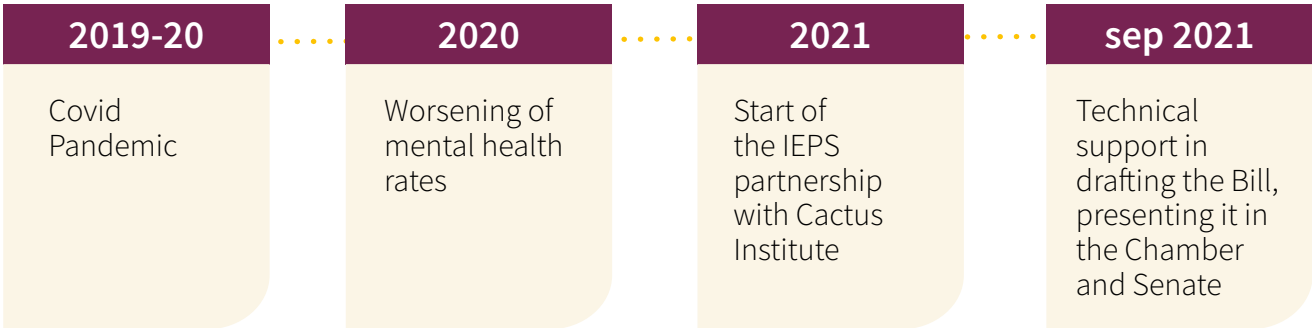 2019-20
Covid
Pandemic
2020
Worsening of
mental health
rates
2021
Start of
the IEPS
partnership
with Cactus
Institute
sep 2021
Technical
support in
drafting the Bill,
presenting it in
the Chamber
and Senate